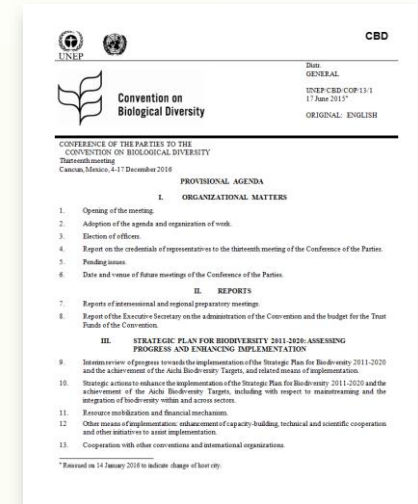 CBD
UNEP
Distr.
GENERAL
UNEP/CBD/COP/13/1
17 June 2015*
ORIGINAL: ENGLISH
Convention on
Biological Diversity
CONFERENCE OF THE PARTIES TO THE
CONVENTION ON BIOLOGICAL DIVERSITY
Thirteenth meeting
Cancun, Mexico, 4-17 December 2016
PROVISIONAL AGENDA
I. ORGANIZATIONAL MATTERS
1. Opening of the meeting.
2. Adoption of the agenda and organization of work.
3. Election of officers.
4. Report on the credentials of representatives to the thirteenth meeting of the Conference of the Parties.
5. Pending issues.
6. Date and venue of future meetings of the Conference of the Parties.
II. REPORTS
7. Reports of intersessional and regional preparatory meetings.
8. Report of the Executive Secretary on the administration of the Convention and the budget for the Trust
Funds of the Convention.
III. STRATEGIC PLAN FOR BIODIVERSITY 2011-2020: ASSESSING
PROGRESS AND ENHANCING IMPLEMENTATION
9. Interim review of progress towards the implementation of the Strategic Plan for Biodiversity 2011-2020
and the achievement of the Aichi Biodiversity Targets, and related means of implementation.
10. Strategic actions to enhance the implementation of the Strategic Plan for Biodiversity 2011-2020 and the
achievement of the Aichi Biodiversity Targets, including with respect to mainstreaming and the
integration of biodiversity within and across sectors.
11. Resource mobilization and financial mechanism.
12 Other means of implementation: enhancement of capacity-building, technical and scientific cooperation
and other initiatives to assist implementation.
13. Cooperation with other conventions and international organizations.
* Reissued on 14 January 2016 to indicate change of host city.